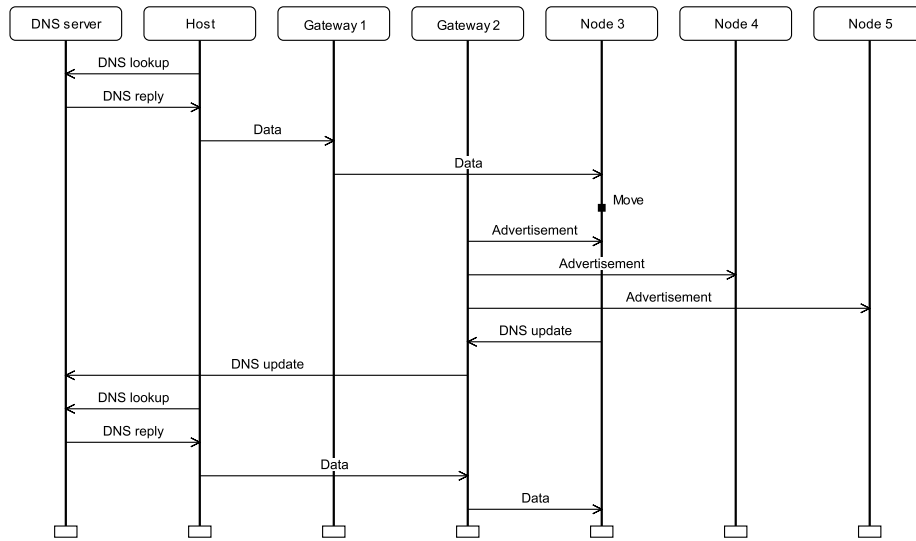 DNS server
Host
Gateway 1
Gateway 2
Node 3
Node 4
Node 5
DNS lookup
DNS reply
Data
Data
Move
Advertisement
Advertisement
Advertisement
DNS update
DNS update
DNS lookup
DNS reply
Data
Data